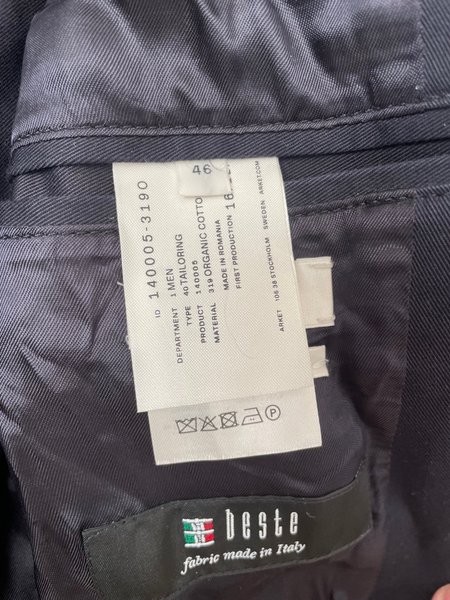 46
ID 140005-3190
DEPARTMENT 1 MEN
TYPE 40 TAILORING
PRODUCT 140005
MATERIAL 319 ORGANIC COTTO
MADE IN ROMANIA
FIRST PRODUCTION
ARKET 106 38 STOCKHOLM SWEDEN ARKET.COM
P
beste
fabric made in Italy